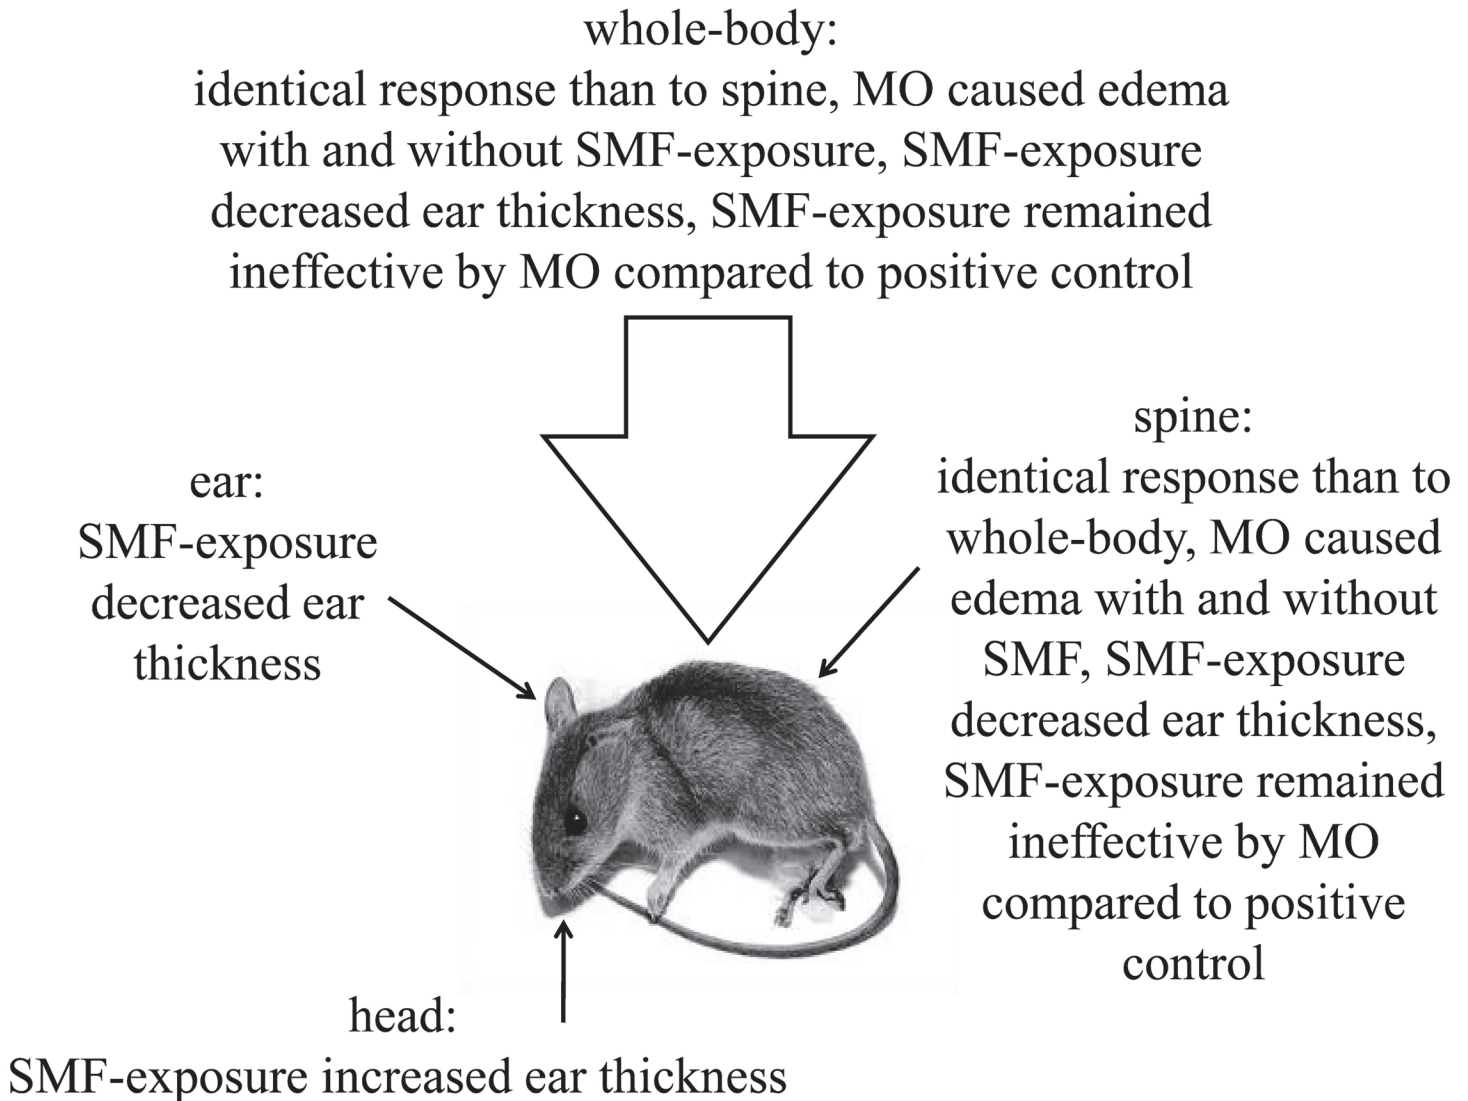 whole-body:
identical response than to spine, MO caused edema
with and without SMF-exposure, SMF-exposure
decreased ear thickness, SMF-exposure remained
ineffective by MO compared to positive control
ear:
SMF-exposure
decreased ear
thickness
spine:
identical response than to
whole-body, MO caused
edema with and without
SMF, SMF-exposure
decreased ear thickness,
SMF-exposure remained
ineffective by MO
compared to positive
control
head:
SMF-exposure increased ear thickness